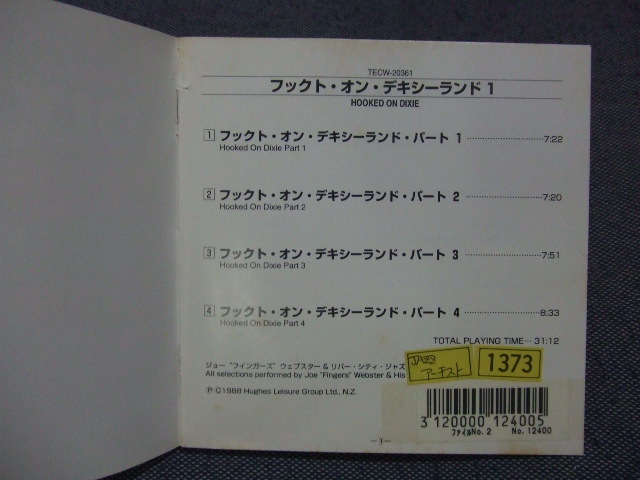 TECW-20361
フックト・オン・デキシーランド 1
HOOKED ON DIXIE
1 フックト・オン・デキシーランド・パート 1 ………………………7:22
Hooked On Dixie Part 1
2 フックト・オン・デキシーランド・パート 2 ………………………7:20
Hooked On Dixie Part 2
3 フックト・オン・デキシーランド・パート 3 ………………………7:51
Hooked On Dixie Part 3
4 フックト・オン・デキシーランド・パート 4 ………………………8:33
Hooked On Dixie Part 4
TOTAL PLAYING TIME… 31:12
ジョー “フィンガーズ” ウェブスター & リバー・シティ・ジャズ
All selections performed by Joe "Fingers" Webster & His
アーチスト
1373
Ⓟ©1988 Hughes Leisure Group Ltd., N.Z.
3 120000 124005
ファイルNo. 2 No. 12400
—3—